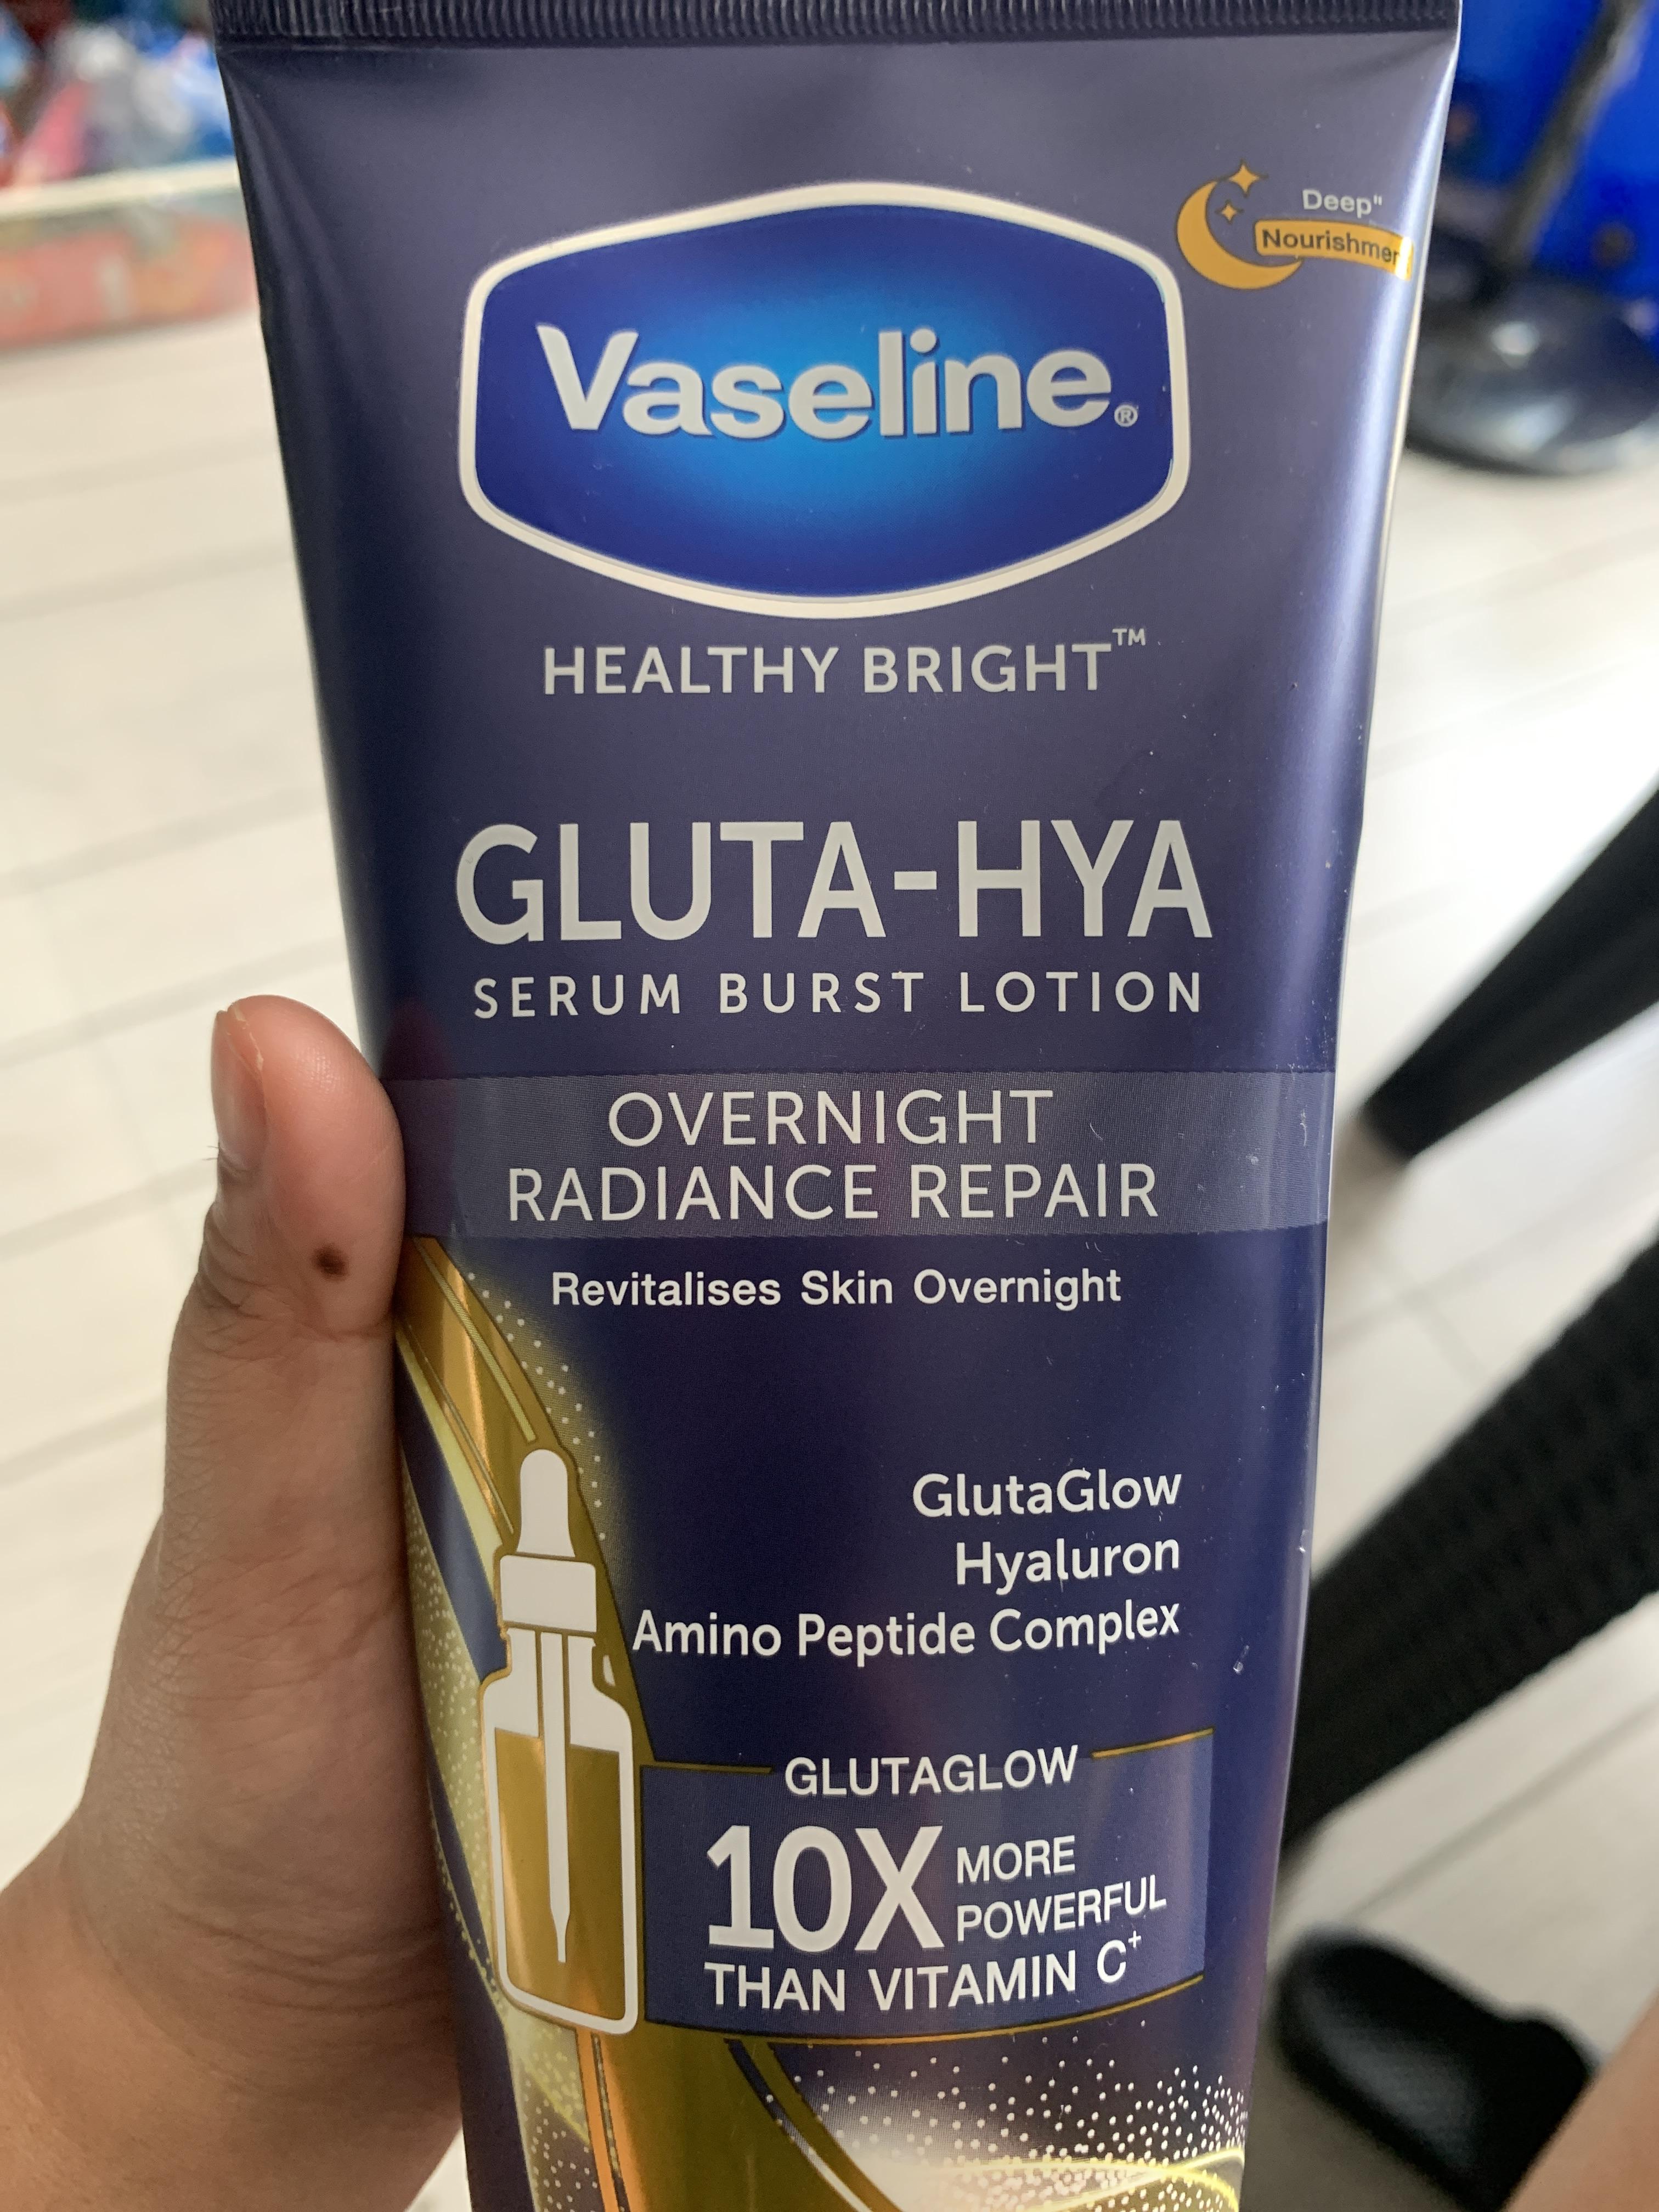 Deep"
Vaseline®
HEALTHY BRIGHT™
GLUTA-HYA
SERUM BURST LOTION
OVERNIGHT
RADIANCE REPAIR
Revitalises Skin Overnight
GlutaGlow
Hyaluron
Amino Peptide Complex
GLUTAGLOW
10X MORE
POWERFUL
THAN VITAMIN C⁺